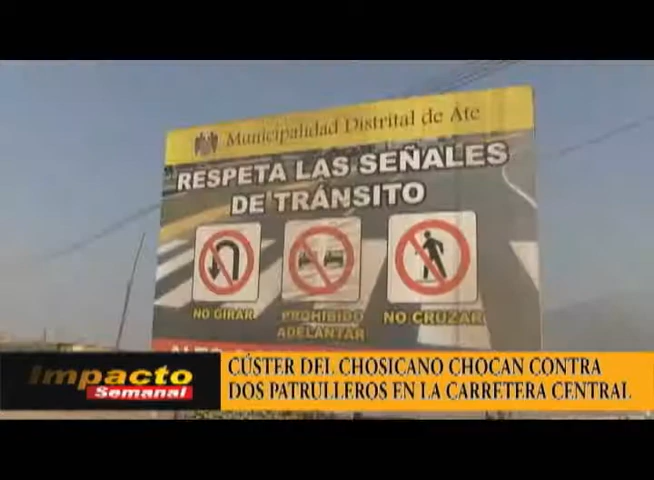 Municipalidad Distrital de Ate
RESPETA LAS SEÑALES
DE TRÁNSITO
NO GIRAR
PROHIBIDO
ADELANTAR
NO CRUZAR
Impacto
Semanal
CÚSTER DEL CHOSICANO CHOCAN CONTRA
DOS PATRULLEROS EN LA CARRETERA CENTRAL